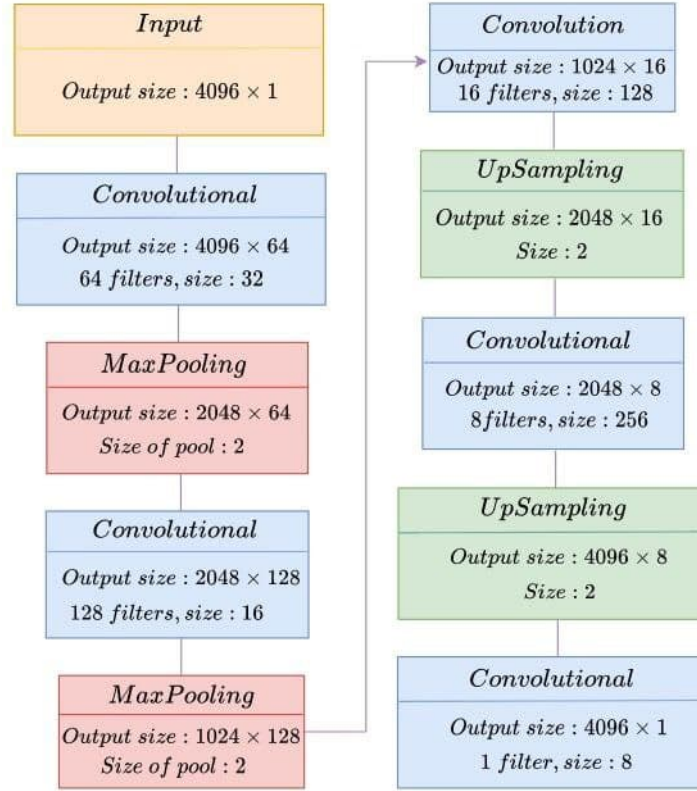 Input
Output size : 4096 × 1
Convolutional
Output size : 4096 × 64
64 filters, size : 32
MaxPooling
Output size : 2048 × 64
Size of pool : 2
Convolutional
Output size : 2048 × 128
128 filters, size : 16
MaxPooling
Output size : 1024 × 128
Size of pool : 2
Convolution
Output size : 1024 × 16
16 filters, size : 128
UpSampling
Output size : 2048 × 16
Size : 2
Convolutional
Output size : 2048 × 8
8filters, size : 256
UpSampling
Output size : 4096 × 8
Size : 2
Convolutional
Output size : 4096 × 1
1 filter, size : 8